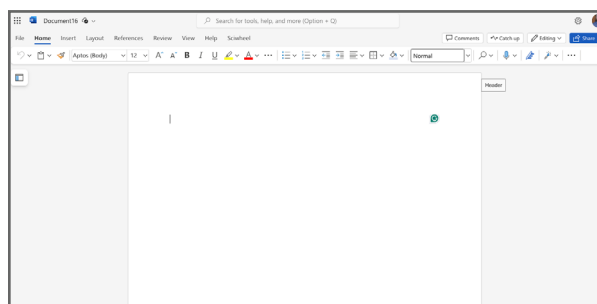 Document16
Search for tools, help, and more (Option + Q)
File Home Insert Layout References Review View Help Sciwheel
Comments Catch up Editing Share
Aptos (Body) 12 A A B I U A Normal
Header